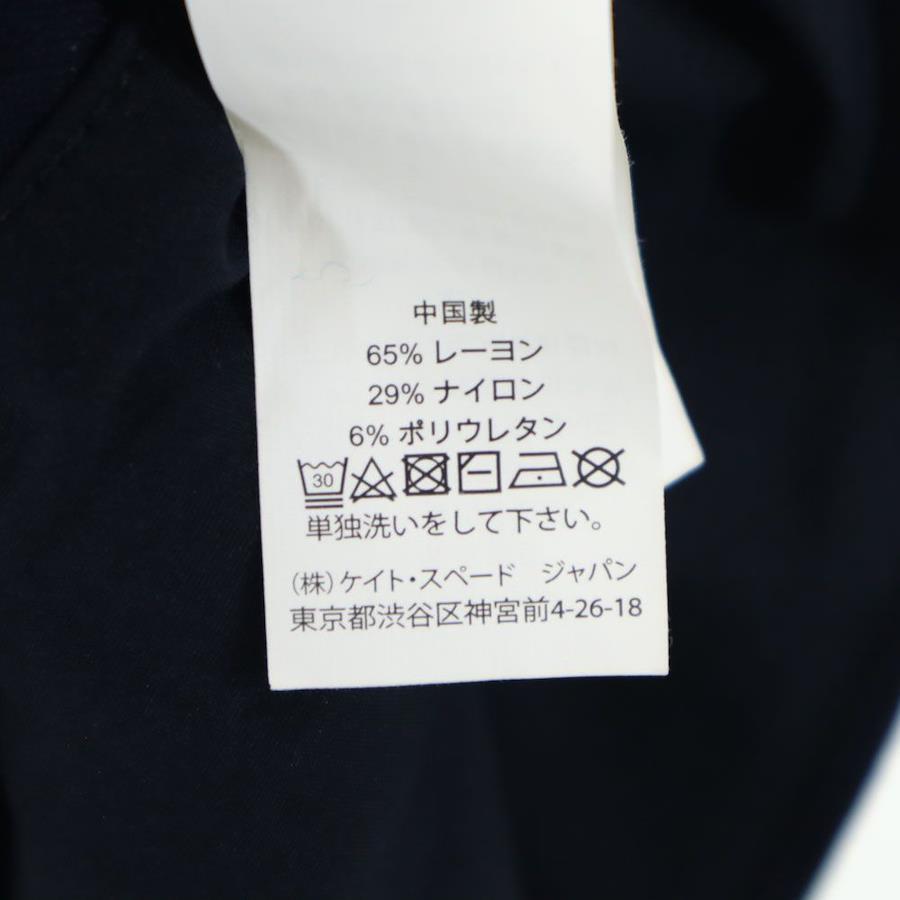 中国製
65% レーヨン
29% ナイロン
6% ポリウレタン
30
単独洗いをして下さい。
(株)ケイト・スペード ジャパン
東京都渋谷区神宮前4-26-18